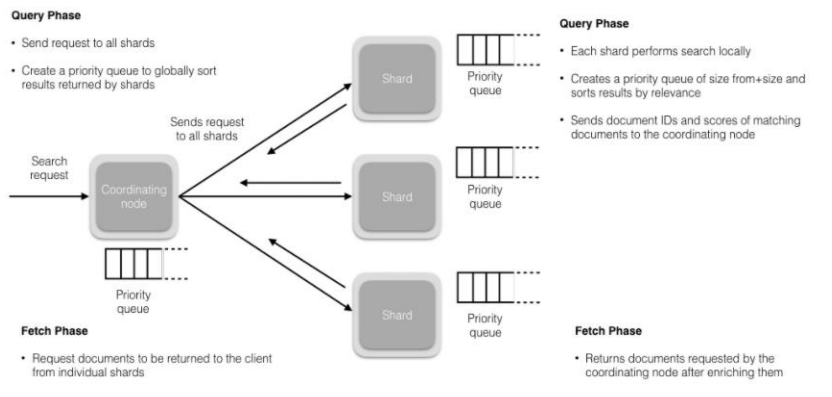 Query Phase
• Send request to all shards
• Create a priority queue to globally sort
results returned by shards
Search
request
Coordinating
node
Priority
queue
Sends request
to all shards
Shard
Priority
queue
Shard
Priority
queue
Shard
Priority
queue
Fetch Phase
• Request documents to be returned to the client
from individual shards
Query Phase
• Each shard performs search locally
• Creates a priority queue of size from+size and
sorts results by relevance
• Sends document IDs and scores of matching
documents to the coordinating node
Fetch Phase
• Returns documents requested by the
coordinating node after enriching them